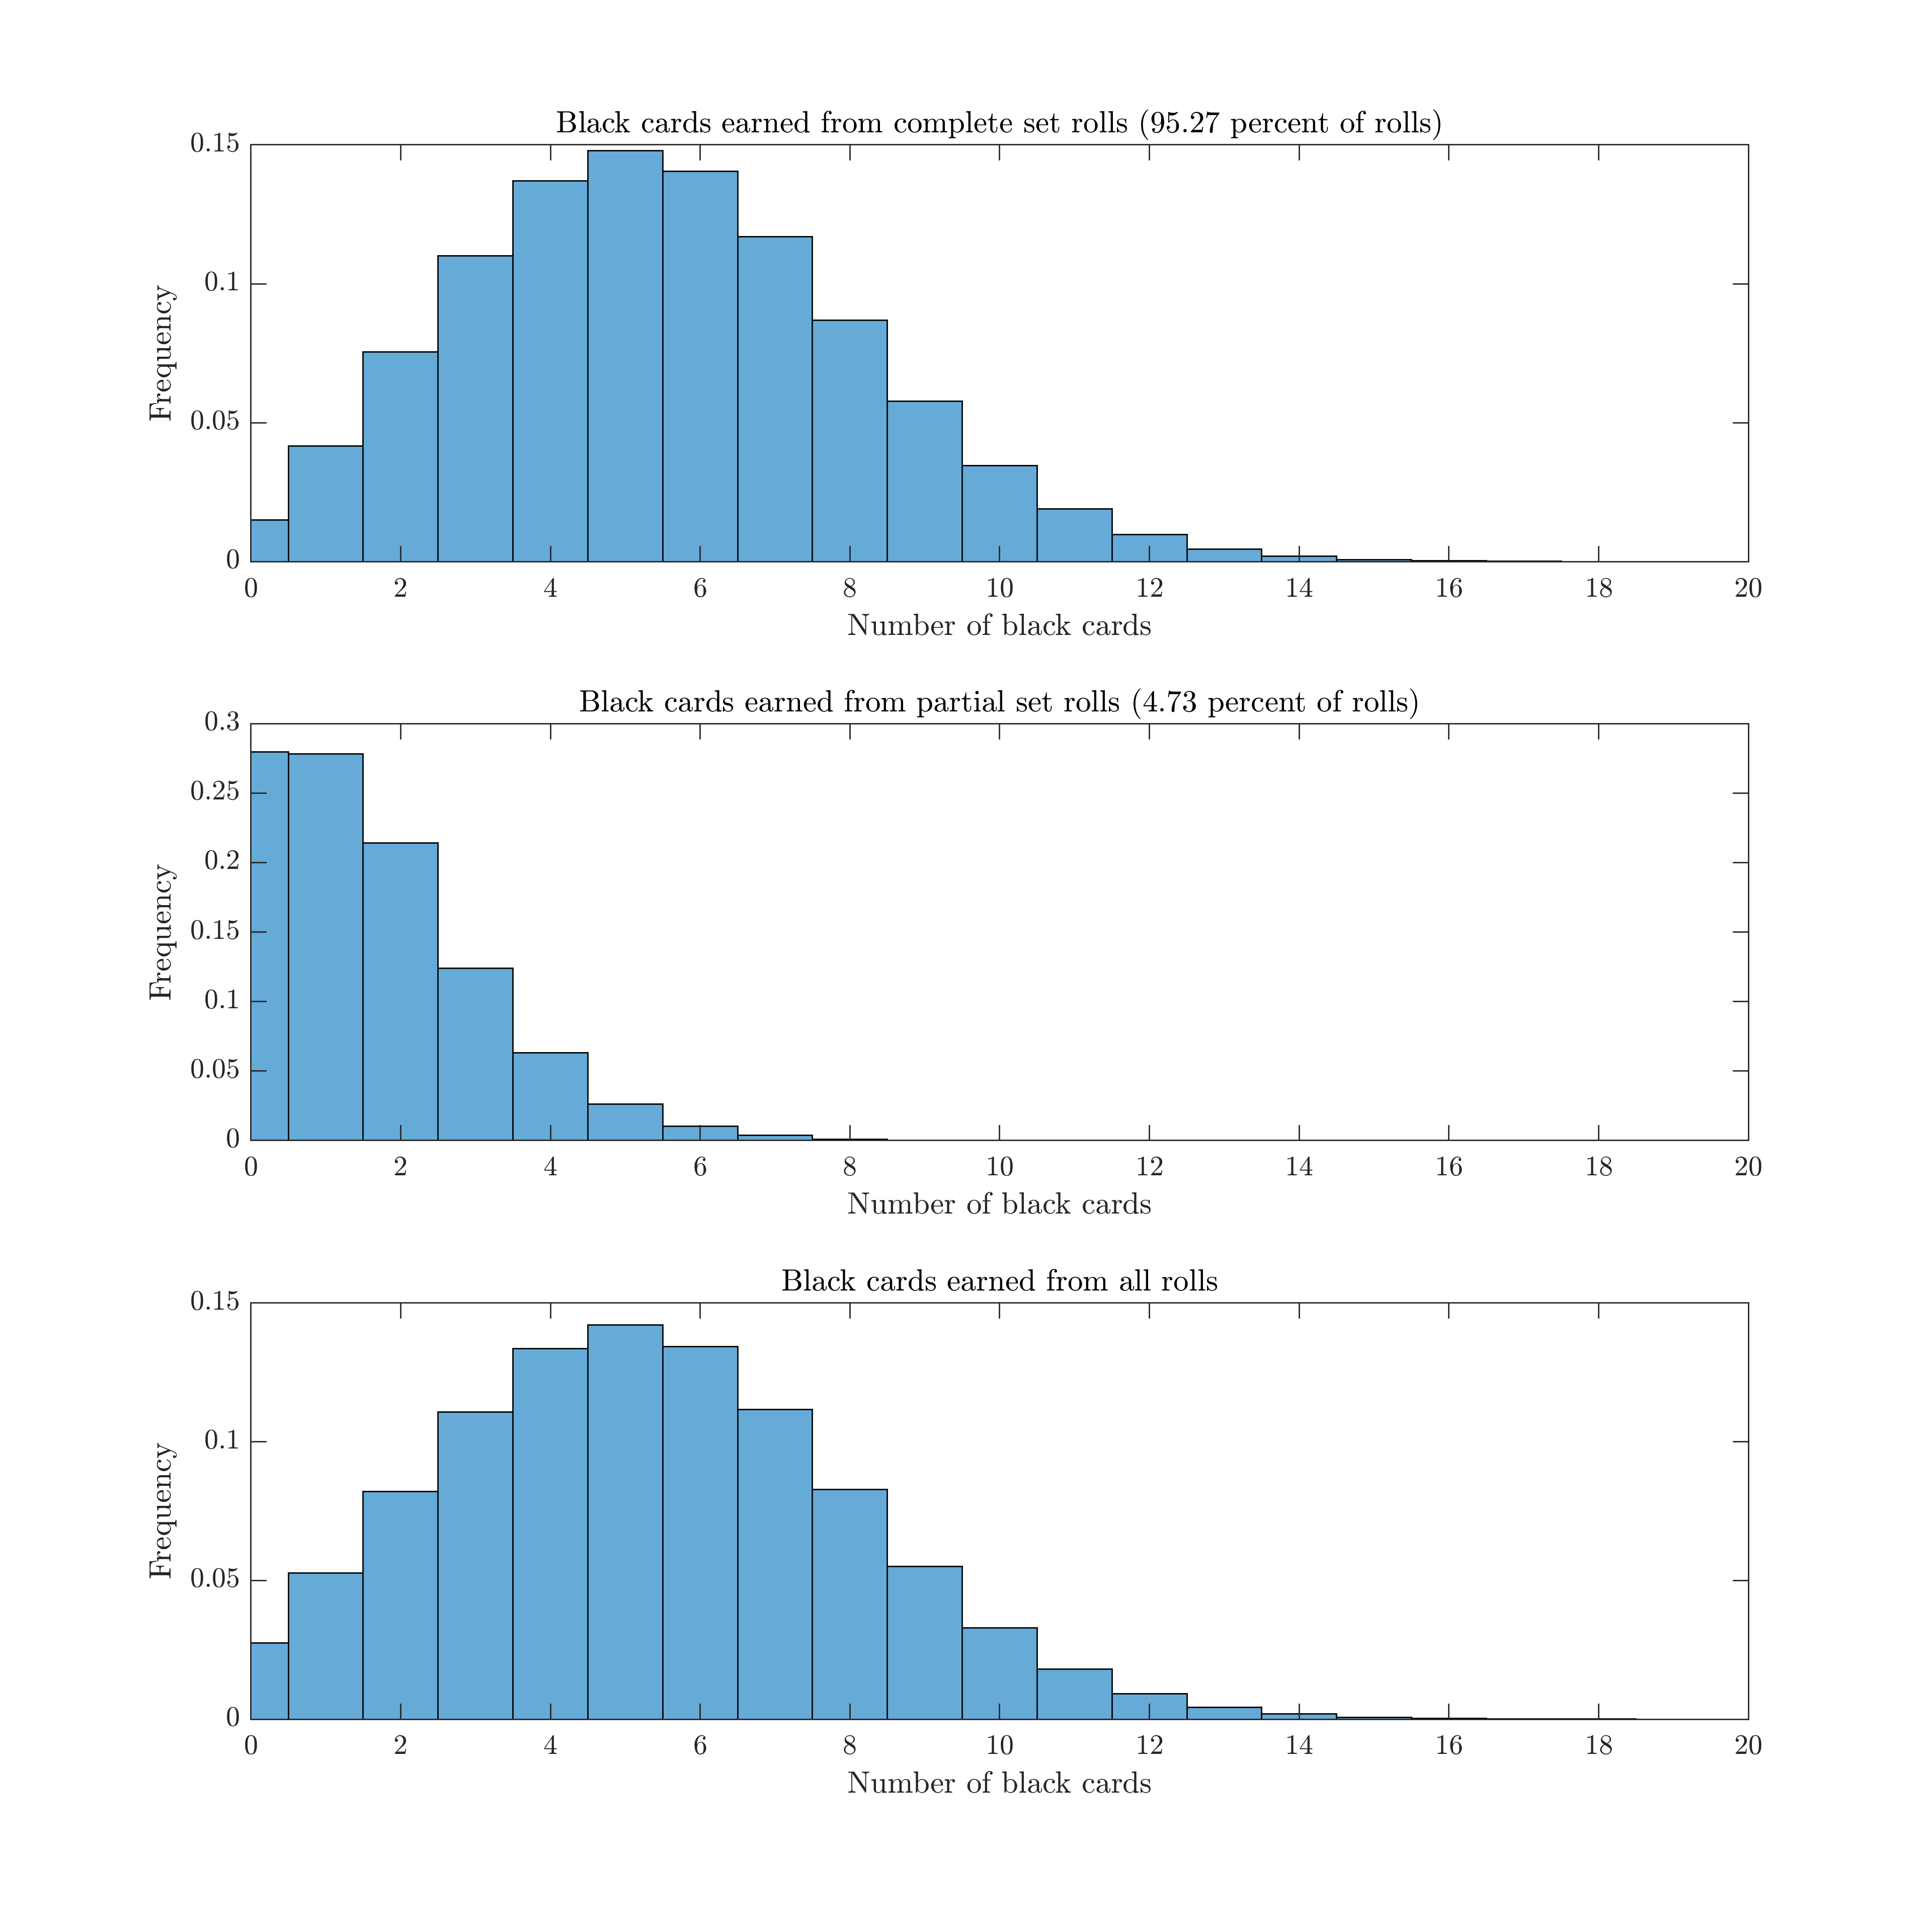 Black cards earned from complete set rolls (95.27 percent of rolls)
0.15
0.1
0.05
0
Frequency
0 2 4 6 8 10 12 14 16 18 20
Number of black cards
Black cards earned from partial set rolls (4.73 percent of rolls)
0.3
0.25
0.2
0.15
0.1
0.05
0
Frequency
0 2 4 6 8 10 12 14 16 18 20
Number of black cards
Black cards earned from all rolls
0.15
0.1
0.05
0
Frequency
0 2 4 6 8 10 12 14 16 18 20
Number of black cards